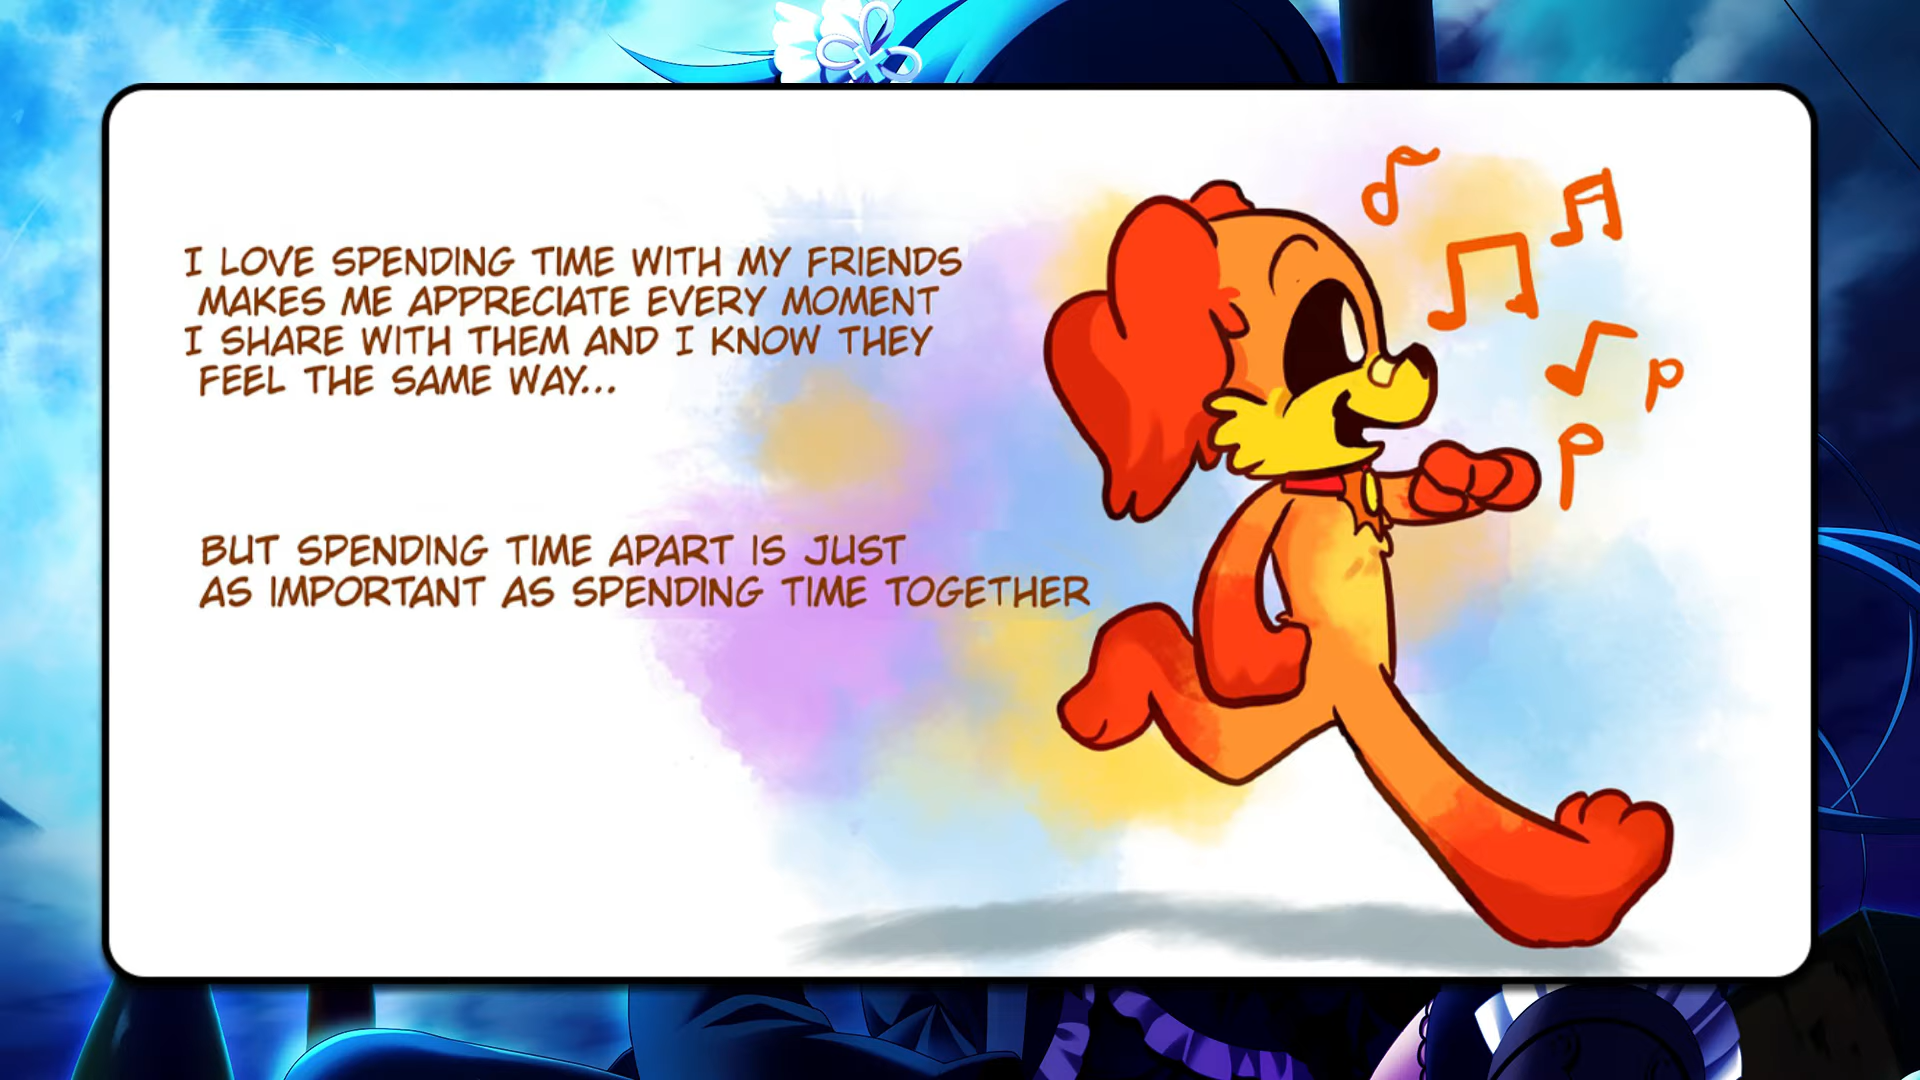 I LOVE SPENDING TIME WITH MY FRIENDS
MAKES ME APPRECIATE EVERY MOMENT
I SHARE WITH THEM AND I KNOW THEY
FEEL THE SAME WAY...
BUT SPENDING TIME APART IS JUST
AS IMPORTANT AS SPENDING TIME TOGETHER